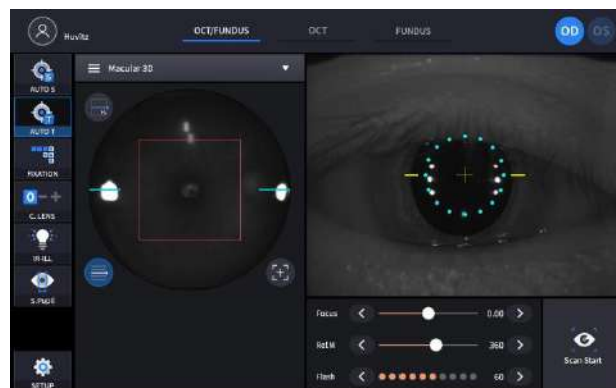 Huvitz
OCT/FUNDUS
OCT
FUNDUS
OD
OS
AUTO S
AUTO T
FIXATION
0 - +
C. LENS
IR-ILL
S.Pupil
SETUP
Macular 3D
Focus
0.00
Ref.M
360
Flash
60
Scan Start